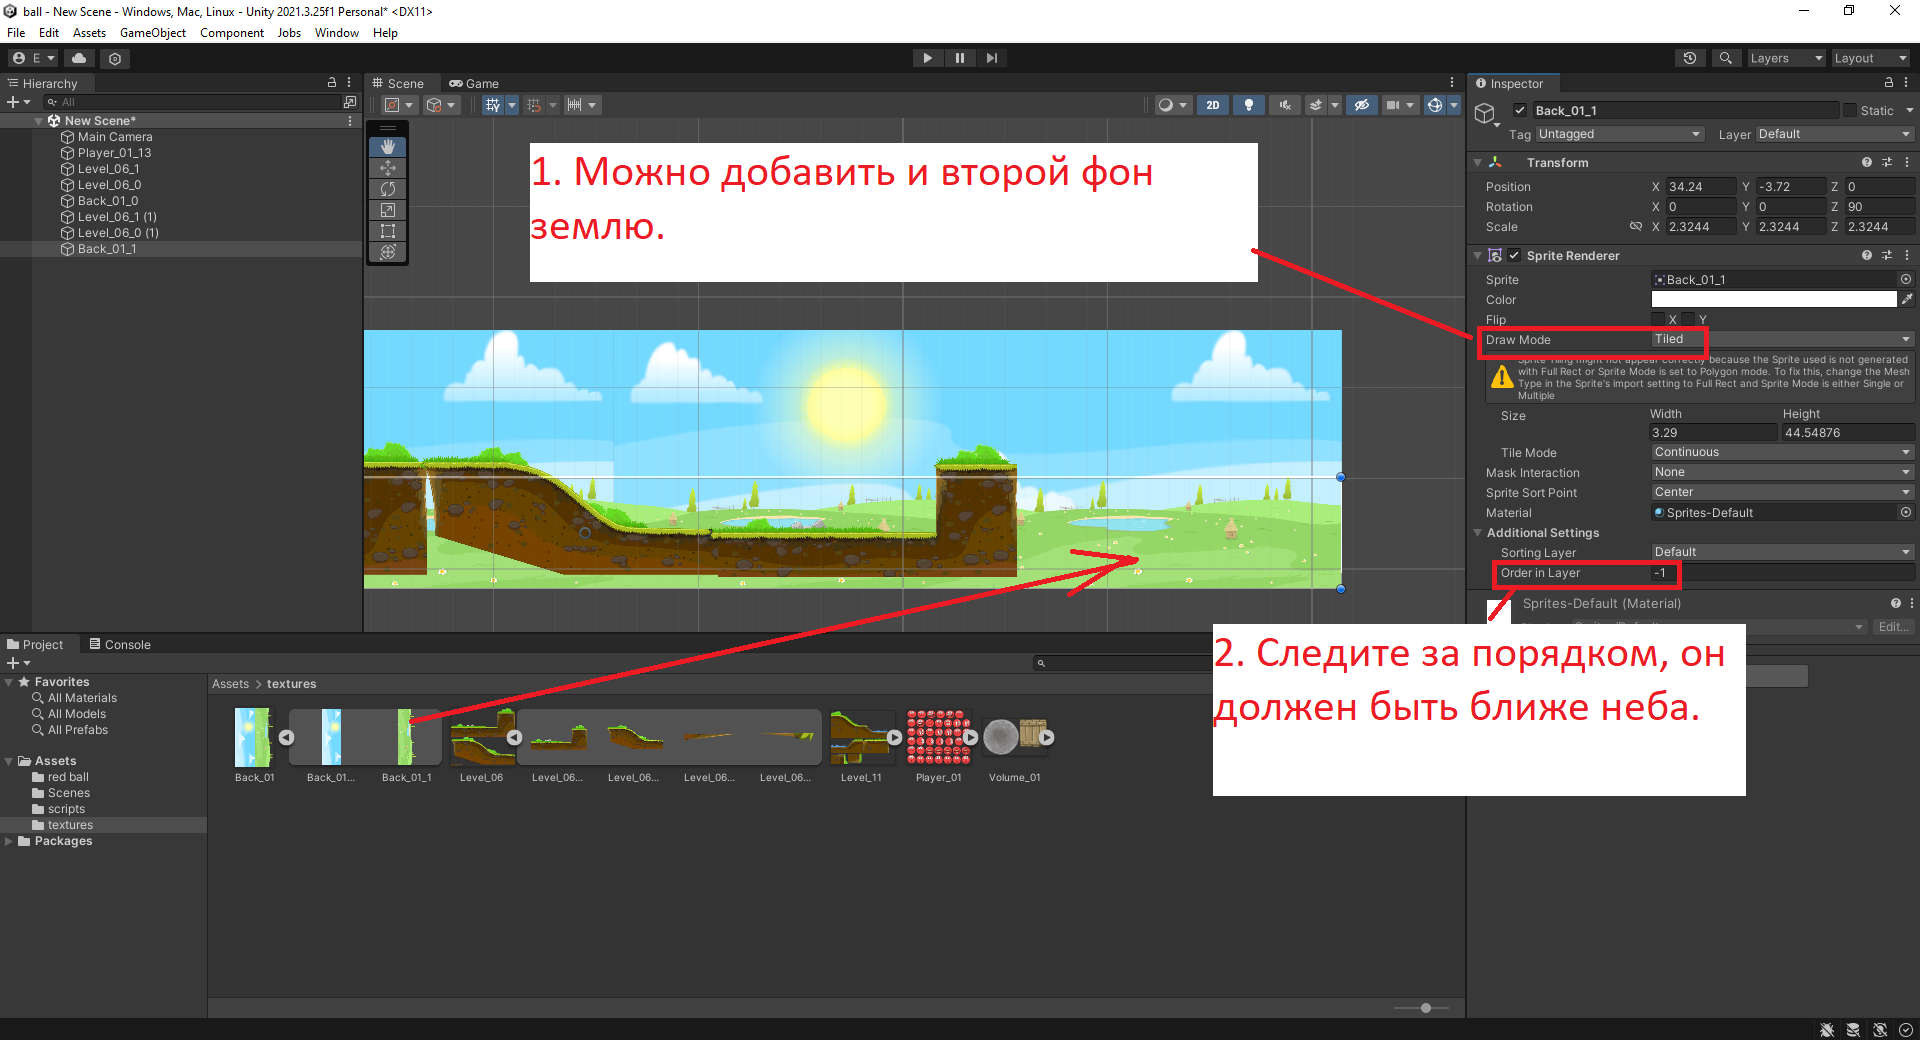 ball - New Scene - Windows, Mac, Linux - Unity 2021.3.25f1 Personal* <DX11>
File Edit Assets GameObject Component Jobs Window Help
E
Layers
Layout
Hierarchy
All
New Scene*
Main Camera
Player_01_13
Level_06_1
Level_06_0
Back_01_0
Level_06_1 (1)
Level_06_0 (1)
Back_01_1
Scene
Game
2D
1. Можно добавить и второй фон
землю.
Inspector
Back_01_1
Static
Tag Untagged Layer Default
Transform
Position X 34.24 Y -3.72 Z 0
Rotation X 0 Y 0 Z 90
Scale X 2.3244 Y 2.3244 Z 2.3244
Sprite Renderer
Sprite Back_01_1
Color
Flip X Y
Draw Mode Tiled
Sprite Tiling might not appear correctly because the Sprite used is not generated
with Full Rect or Sprite Mode is set to Polygon mode. To fix this, change the Mesh
Type in the Sprite's import setting to Full Rect and Sprite Mode is either Single or
Multiple
Size Width Height
3.29 44.54876
Tile Mode Continuous
Mask Interaction None
Sprite Sort Point Center
Material Sprites-Default
Additional Settings
Sorting Layer Default
Order in Layer -1
Sprites-Default (Material)
Edit...
2. Следите за порядком, он
должен быть ближе неба.
Project
Console
Favorites
All Materials
All Models
All Prefabs
Assets
red ball
Scenes
scripts
textures
Packages
Assets > textures
Back_01
Back_01...
Back_01_1
Level_06
Level_06...
Level_06...
Level_06...
Level_06...
Level_11
Player_01
Volume_01